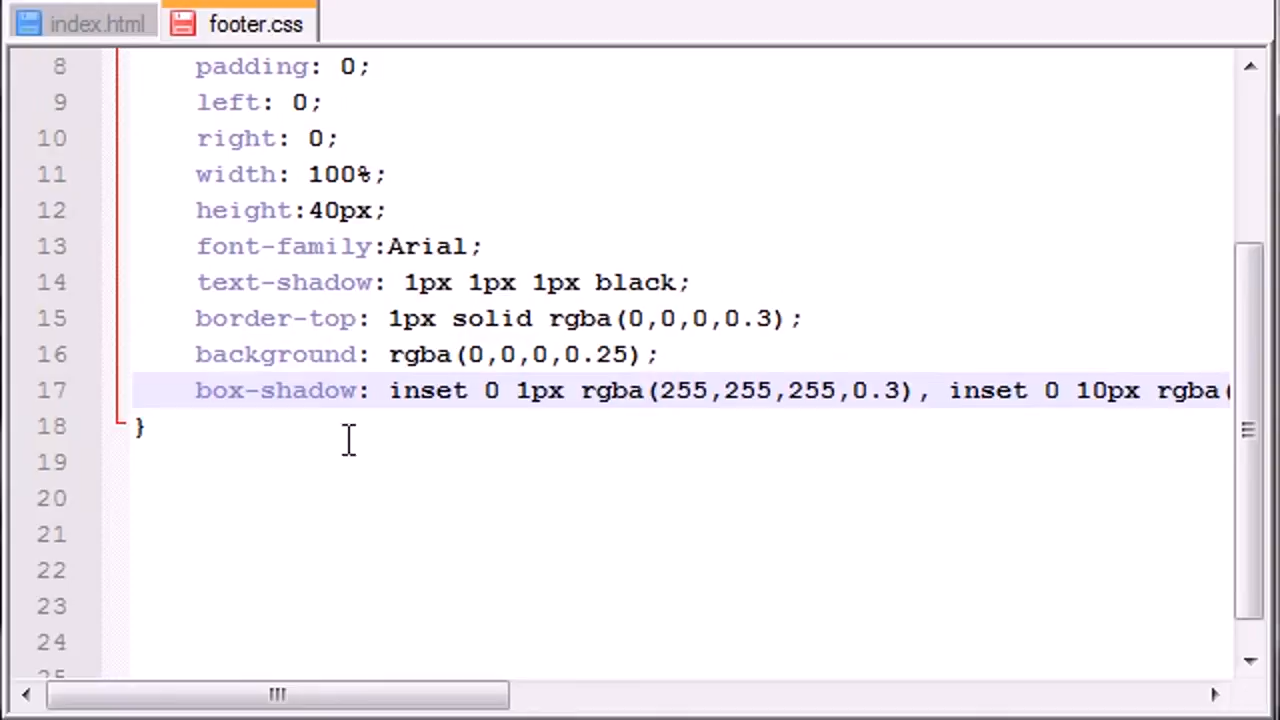 index.html footer.css
8 padding: 0;
9 left: 0;
10 right: 0;
11 width: 100%;
12 height:40px;
13 font-family:Arial;
14 text-shadow: 1px 1px 1px black;
15 border-top: 1px solid rgba(0,0,0,0.3);
16 background: rgba(0,0,0,0.25);
17 box-shadow: inset 0 1px rgba(255,255,255,0.3), inset 0 10px rgba(
18 }
19
20
21
22
23
24
25